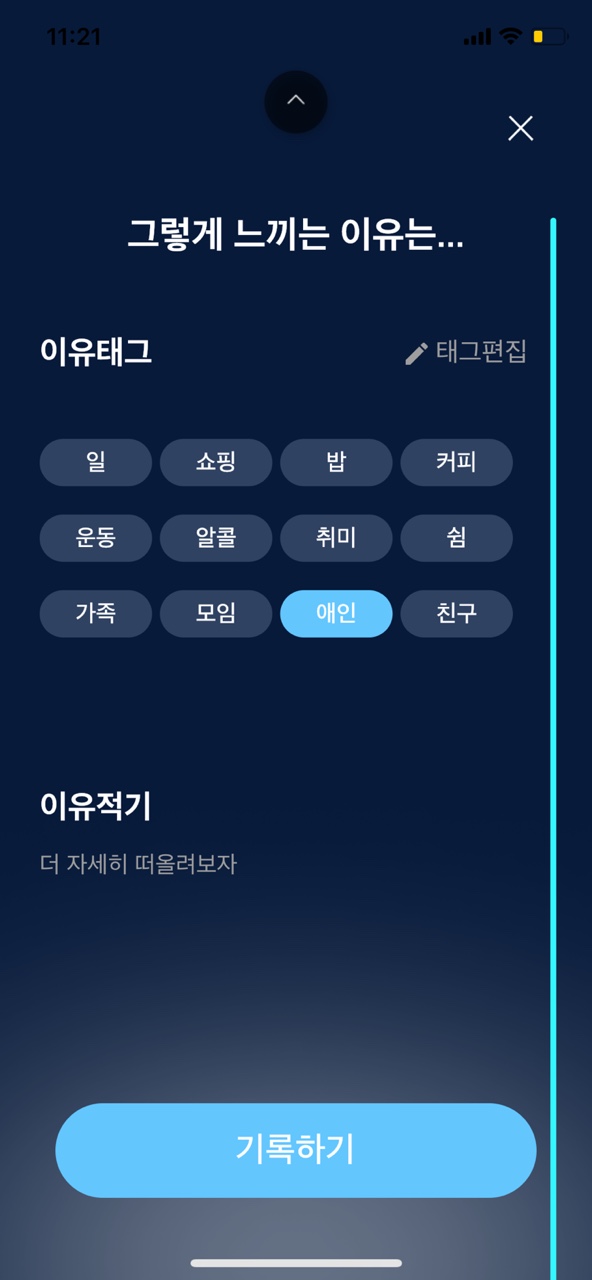 11:21
그렇게 느끼는 이유는...
이유태그
태그편집
일 쇼핑 밥 커피
운동 알콜 취미 쉼
가족 모임 애인 친구
이유적기
더 자세히 떠올려보자
기록하기